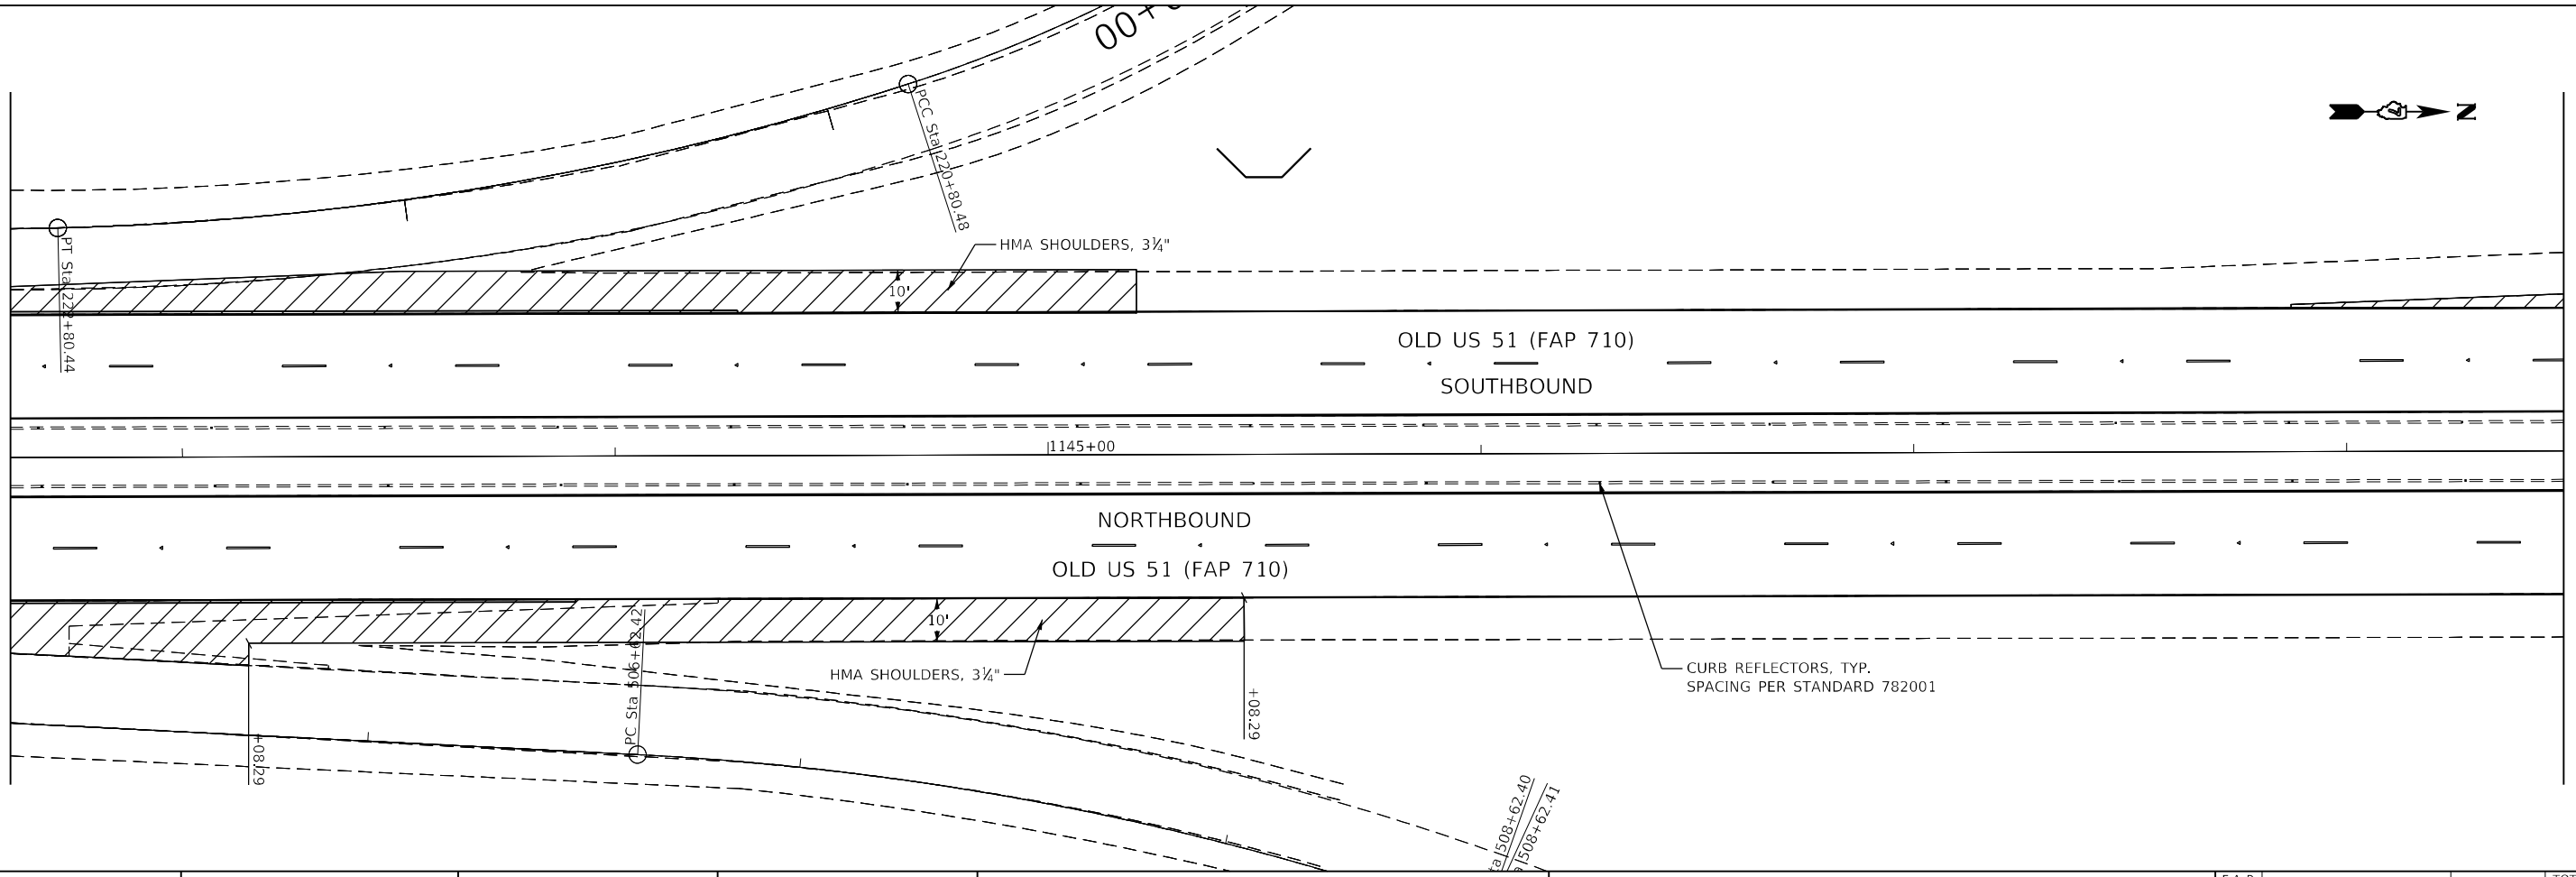 N
PCC Sta 220+80.48
HMA SHOULDERS, 3¼"
PT Sta 222+80.44
10'
OLD US 51 (FAP 710)
SOUTHBOUND
1145+00
NORTHBOUND
OLD US 51 (FAP 710)
10'
PC Sta 506+62.42
HMA SHOULDERS, 3¼"
CURB REFLECTORS, TYP.
SPACING PER STANDARD 782001
+08.29
+08.29
508+62.40
508+62.41